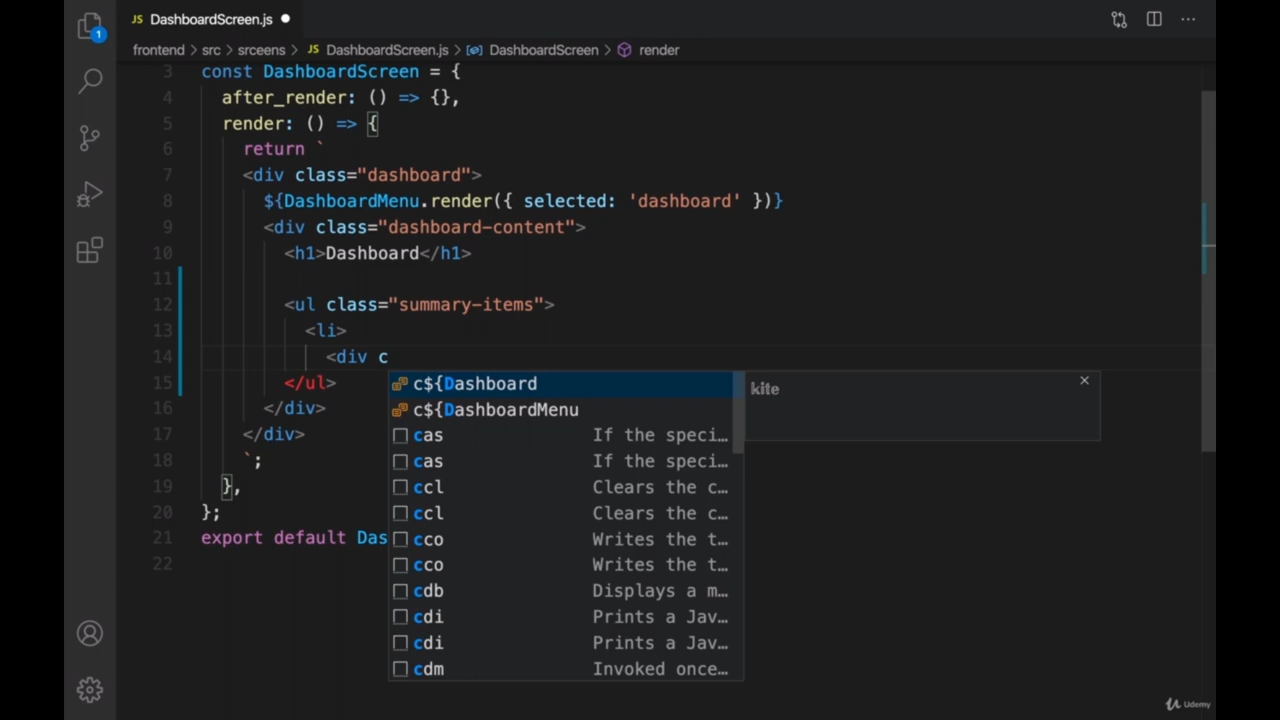 JS DashboardScreen.js
1
frontend > src > srceens > JS DashboardScreen.js > DashboardScreen > render
3 const DashboardScreen = {
4 after_render: () => {},
5 render: () => {
6 return `
7 <div class="dashboard">
8 ${DashboardMenu.render({ selected: 'dashboard' })}
9 <div class="dashboard-content">
10 <h1>Dashboard</h1>
11
12 <ul class="summary-items">
13 <li>
14 <div c
15 </ul>
16 </div>
17 </div>
18 `;
19 },
20 };
21 export default Das
22
c${Dashboard
kite
c${DashboardMenu
cas If the speci…
cas If the speci…
ccl Clears the c…
ccl Clears the c…
cco Writes the t…
cco Writes the t…
cdb Displays a m…
cdi Prints a Jav…
cdi Prints a Jav…
cdm Invoked once…
Udemy